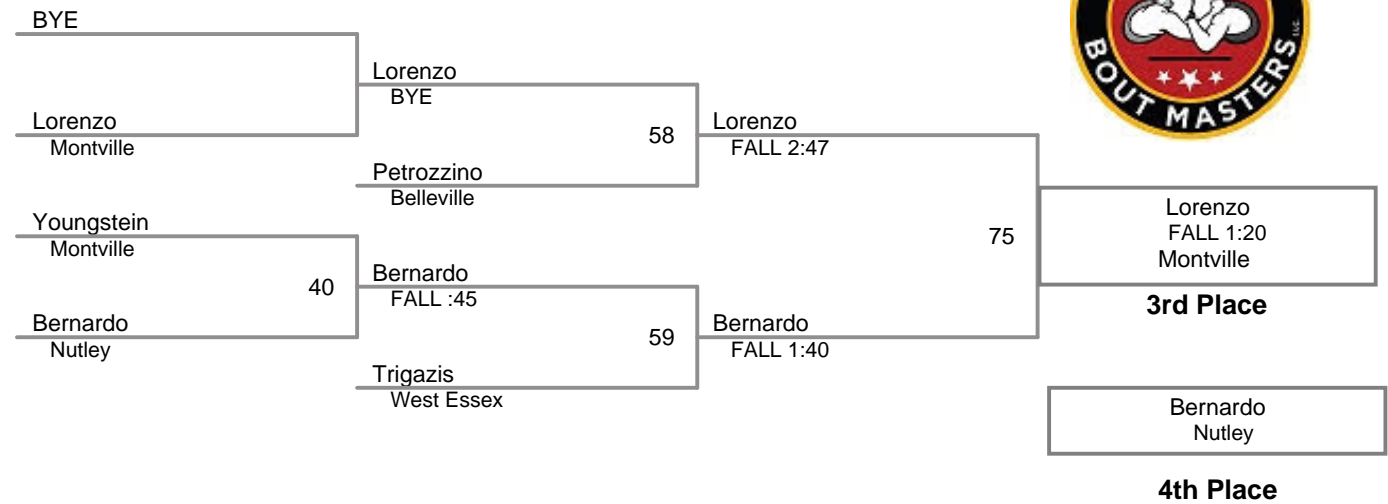 BYE
Lorenzo
Montville
Youngstein
Montville
40
Bernardo
Nutley
Lorenzo
BYE
58
Petrozzino
Belleville
Bernardo
FALL :45
59
Trigazis
West Essex
Lorenzo
FALL 2:47
75
Bernardo
FALL 1:40
BOUT MASTERS
Lorenzo
FALL 1:20
Montville
3rd Place
Bernardo
Nutley
4th Place